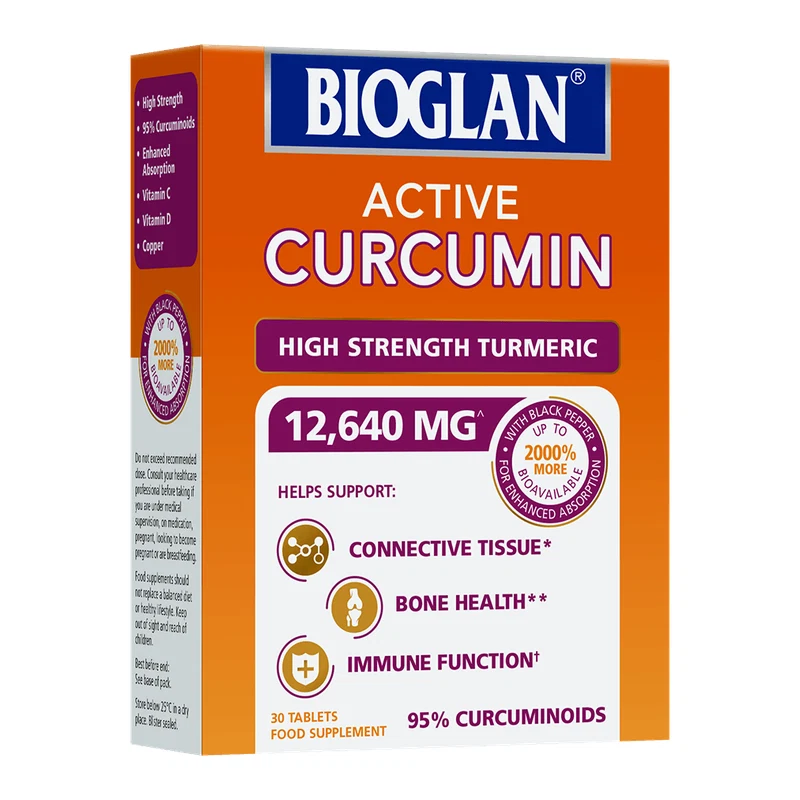 BIOGLAN®
ACTIVE
CURCUMIN
HIGH STRENGTH TURMERIC
12,640 MG^
WITH BLACK PEPPER
UP TO
2000%
MORE
BIOAVAILABLE
FOR ENHANCED ABSORPTION
HELPS SUPPORT:
CONNECTIVE TISSUE*
BONE HEALTH**
IMMUNE FUNCTION†
30 TABLETS
FOOD SUPPLEMENT
95% CURCUMINOIDS
• High Strength
• 95% Curcuminoids
• Enhanced
Absorption
• Vitamin C
• Vitamin D
• Copper
WITH BLACK PEPPER
UP TO
2000%
MORE
BIOAVAILABLE
FOR ENHANCED ABSORPTION
Do not exceed recommended
dose. Consult your healthcare
professional before taking if
you are under medical
supervision, on medication,
pregnant, looking to become
pregnant or are breastfeeding.
Food supplements should
not replace a balanced diet
or healthy lifestyle. Keep
out of sight and reach of
children.
Best before end:
See base of pack.
Store below 25°C in a dry
place. Blister sealed.